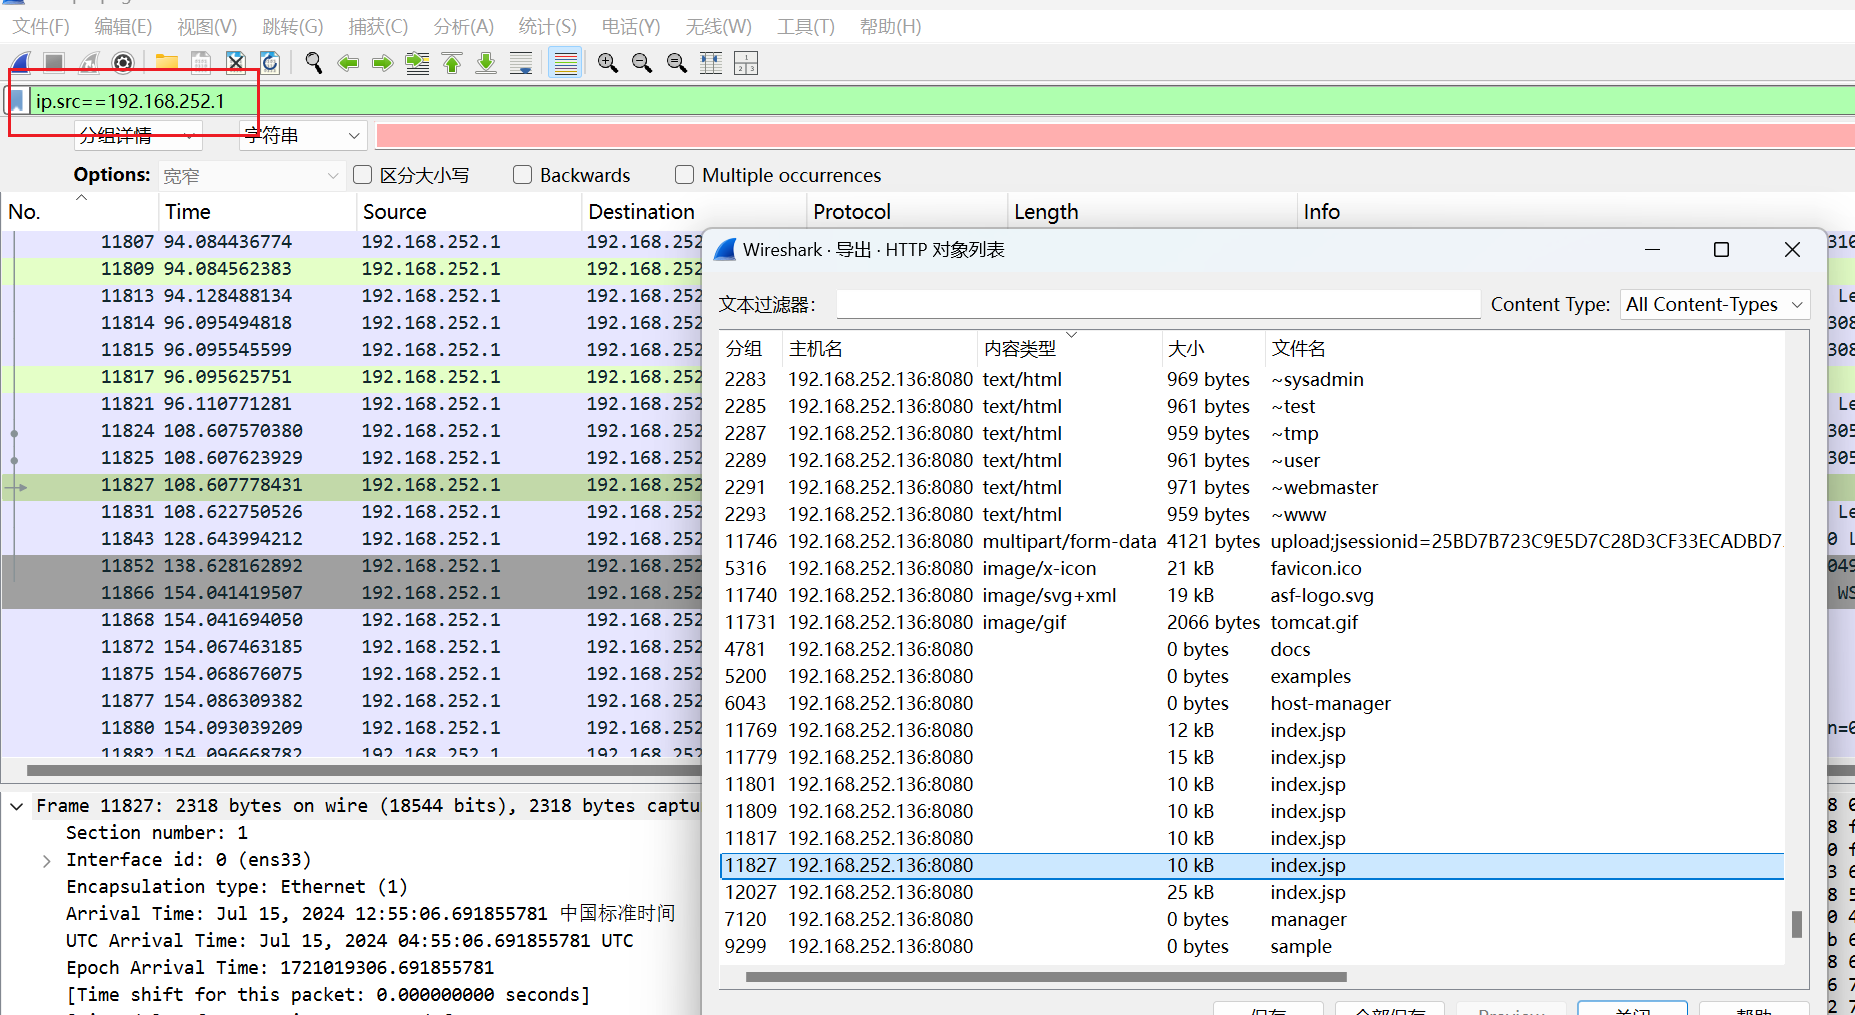 文件(F) 编辑(E) 视图(V) 跳转(G) 捕获(C) 分析(A) 统计(S) 电话(Y) 无线(W) 工具(T) 帮助(H)
ip.src==192.168.252.1
分组详情 字符串
Options: 宽窄 区分大小写 Backwards Multiple occurrences
No. Time Source Destination Protocol Length Info
11807 94.084436774 192.168.252.1 192.168.252
11809 94.084562383 192.168.252.1 192.168.252
11813 94.128488134 192.168.252.1 192.168.252
11814 96.095494818 192.168.252.1 192.168.252
11815 96.095545599 192.168.252.1 192.168.252
11817 96.095625751 192.168.252.1 192.168.252
11821 96.110771281 192.168.252.1 192.168.252
11824 108.607570380 192.168.252.1 192.168.252
11825 108.607623929 192.168.252.1 192.168.252
11827 108.607778431 192.168.252.1 192.168.252
11831 108.622750526 192.168.252.1 192.168.252
11843 128.643994212 192.168.252.1 192.168.252
11852 138.628162892 192.168.252.1 192.168.252
11866 154.041419507 192.168.252.1 192.168.252
11868 154.041694050 192.168.252.1 192.168.252
11872 154.067463185 192.168.252.1 192.168.252
11875 154.068676075 192.168.252.1 192.168.252
11877 154.086309382 192.168.252.1 192.168.252
11880 154.093039209 192.168.252.1 192.168.252
11882 154.096668782 192.168.252.1 192.168.252
Frame 11827: 2318 bytes on wire (18544 bits), 2318 bytes captu
Section number: 1
Interface id: 0 (ens33)
Encapsulation type: Ethernet (1)
Arrival Time: Jul 15, 2024 12:55:06.691855781 中国标准时间
UTC Arrival Time: Jul 15, 2024 04:55:06.691855781 UTC
Epoch Arrival Time: 1721019306.691855781
[Time shift for this packet: 0.000000000 seconds]
Wireshark · 导出 · HTTP 对象列表
文本过滤器: Content Type: All Content-Types
分组 主机名 内容类型 大小 文件名
2283 192.168.252.136:8080 text/html 969 bytes ~sysadmin
2285 192.168.252.136:8080 text/html 961 bytes ~test
2287 192.168.252.136:8080 text/html 959 bytes ~tmp
2289 192.168.252.136:8080 text/html 961 bytes ~user
2291 192.168.252.136:8080 text/html 971 bytes ~webmaster
2293 192.168.252.136:8080 text/html 959 bytes ~www
11746 192.168.252.136:8080 multipart/form-data 4121 bytes upload;jsessionid=25BD7B723C9E5D7C28D3CF33ECADBD7
5316 192.168.252.136:8080 image/x-icon 21 kB favicon.ico
11740 192.168.252.136:8080 image/svg+xml 19 kB asf-logo.svg
11731 192.168.252.136:8080 image/gif 2066 bytes tomcat.gif
4781 192.168.252.136:8080 0 bytes docs
5200 192.168.252.136:8080 0 bytes examples
6043 192.168.252.136:8080 0 bytes host-manager
11769 192.168.252.136:8080 12 kB index.jsp
11779 192.168.252.136:8080 15 kB index.jsp
11801 192.168.252.136:8080 10 kB index.jsp
11809 192.168.252.136:8080 10 kB index.jsp
11817 192.168.252.136:8080 10 kB index.jsp
11827 192.168.252.136:8080 10 kB index.jsp
12027 192.168.252.136:8080 25 kB index.jsp
7120 192.168.252.136:8080 0 bytes manager
9299 192.168.252.136:8080 0 bytes sample
保存 全部保存 Preview 关闭 帮助